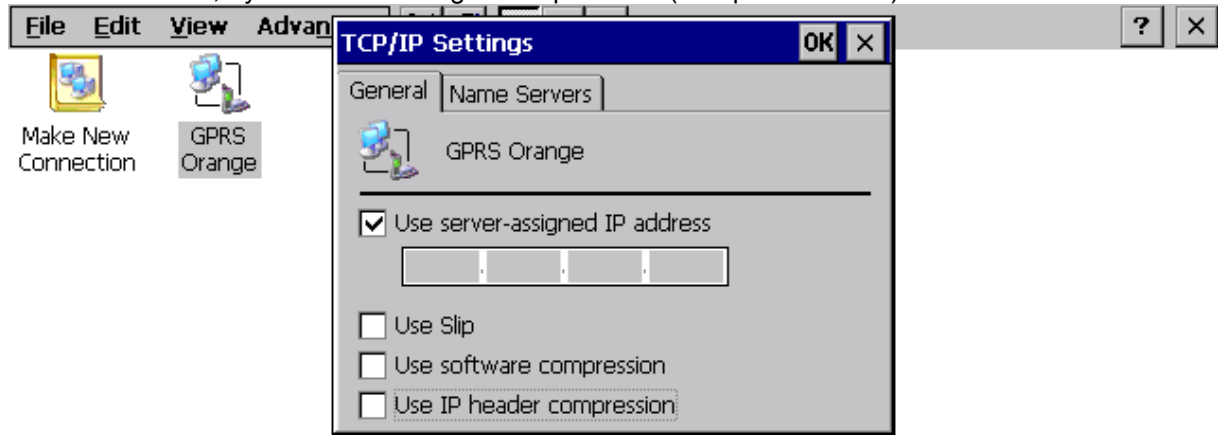 File Edit View
TCP/IP Settings OK ×
? ×
General Name Servers
Make New
Connection
GPRS
Orange
GPRS Orange
Use server-assigned IP address
Use Slip
Use software compression
Use IP header compression